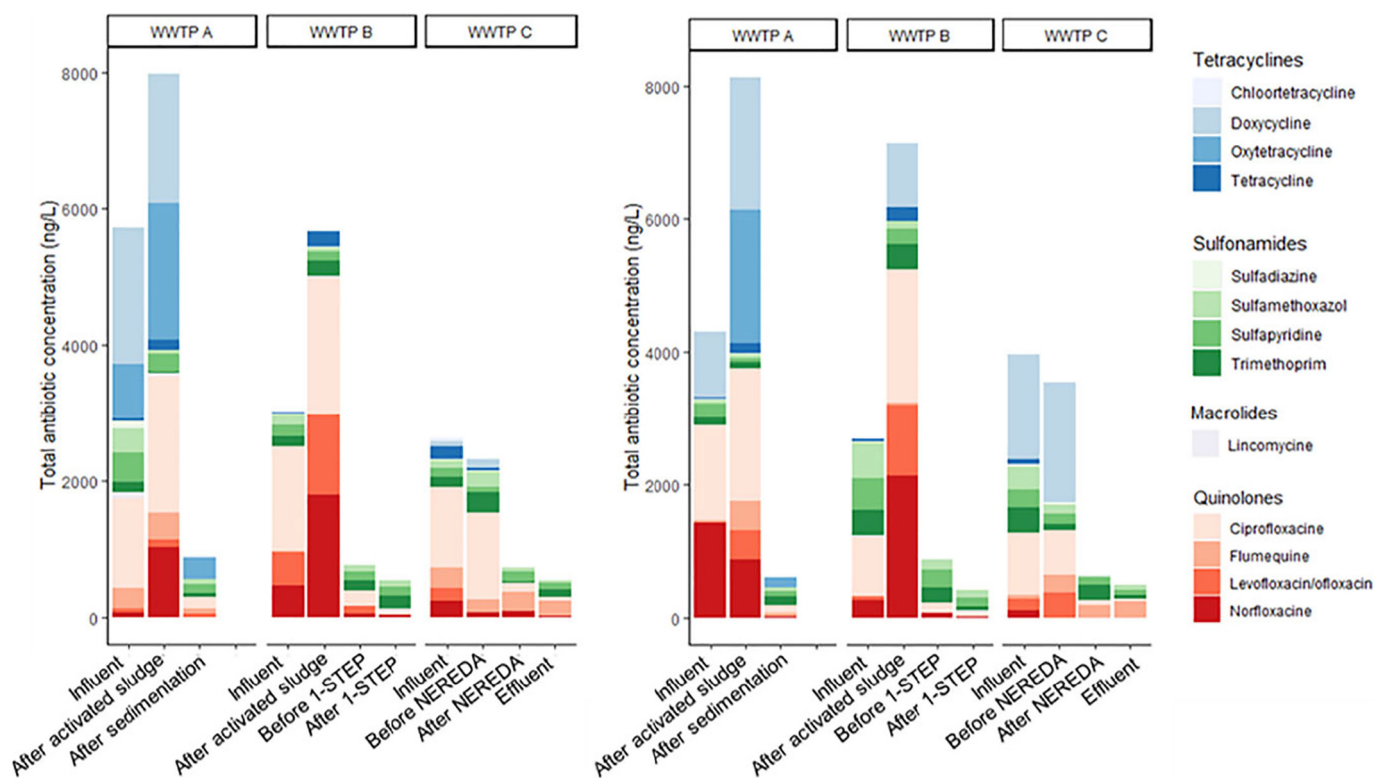 WWTP A
WWTP B
WWTP C
Total antibiotic concentration (ng/L)
8000
6000
4000
2000
0
Influent
After activated sludge
After sedimentation
Influent
After activated sludge
Before 1-STEP
After 1-STEP
Influent
Before NEREDA
After NEREDA
Effluent
WWTP A
WWTP B
WWTP C
Total antibiotic concentration (ng/L)
8000
6000
4000
2000
0
Influent
After activated sludge
After sedimentation
Influent
After activated sludge
Before 1-STEP
After 1-STEP
Influent
Before NEREDA
After NEREDA
Effluent
Tetracyclines
Chloortetracycline
Doxycycline
Oxytetracycline
Tetracycline
Sulfonamides
Sulfadiazine
Sulfamethoxazol
Sulfapyridine
Trimethoprim
Macrolides
Lincomycine
Quinolones
Ciprofloxacine
Flumequine
Levofloxacin/ofloxacin
Norfloxacine